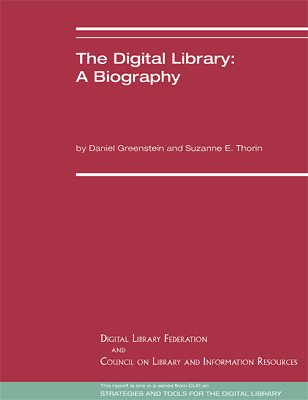 The Digital Library:
A Biography
by Daniel Greenstein and Suzanne E. Thorin
Digital Library Federation
and
Council on Library and Information Resources
This report is one in a series from CLIR on
STRATEGIES AND TOOLS FOR THE DIGITAL LIBRARY